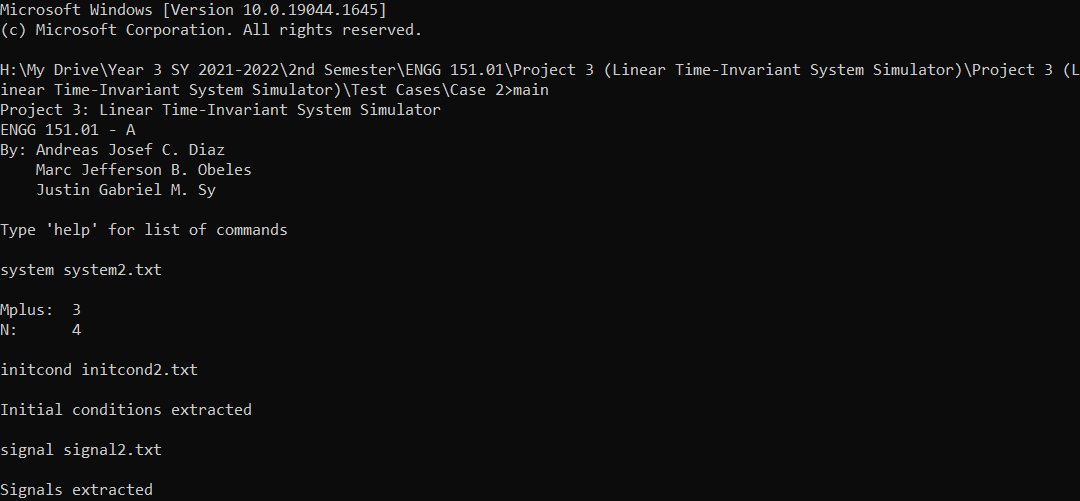 Microsoft Windows [Version 10.0.19044.1645]
(c) Microsoft Corporation. All rights reserved.
H:\My Drive\Year 3 SY 2021-2022\2nd Semester\ENGG 151.01\Project 3 (Linear Time-Invariant System Simulator)\Project 3 (L
inear Time-Invariant System Simulator)\Test Cases\Case 2>main
Project 3: Linear Time-Invariant System Simulator
ENGG 151.01 - A
By: Andreas Josef C. Diaz
Marc Jefferson B. Obeles
Justin Gabriel M. Sy
Type 'help' for list of commands
system system2.txt
Mplus: 3
N: 4
initcond initcond2.txt
Initial conditions extracted
signal signal2.txt
Signals extracted